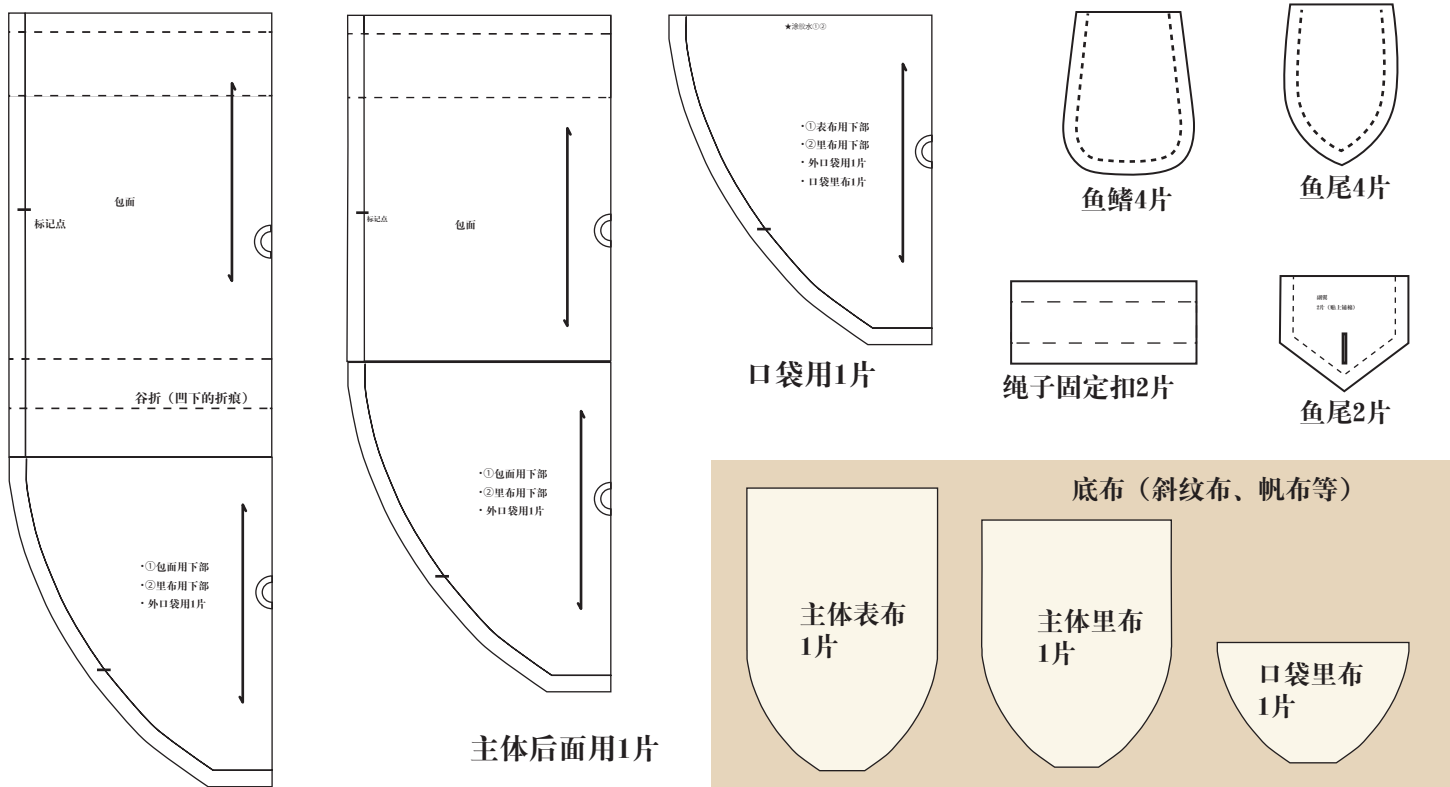 包面
标记点
谷折（凹下的折痕）
·①包面用下部
·②里布用下部
·外口袋用1片
标记点
包面
·①包面用下部
·②里布用下部
·外口袋用1片
主体后面用1片
·①表布用下部
·②里布用下部
·外口袋用1片
·口袋里布1片
口袋用1片
鱼鳍4片
鱼尾4片
绳子固定扣2片
鱼尾2片
底布（斜纹布、帆布等）
主体表布
1片
主体里布
1片
口袋里布
1片